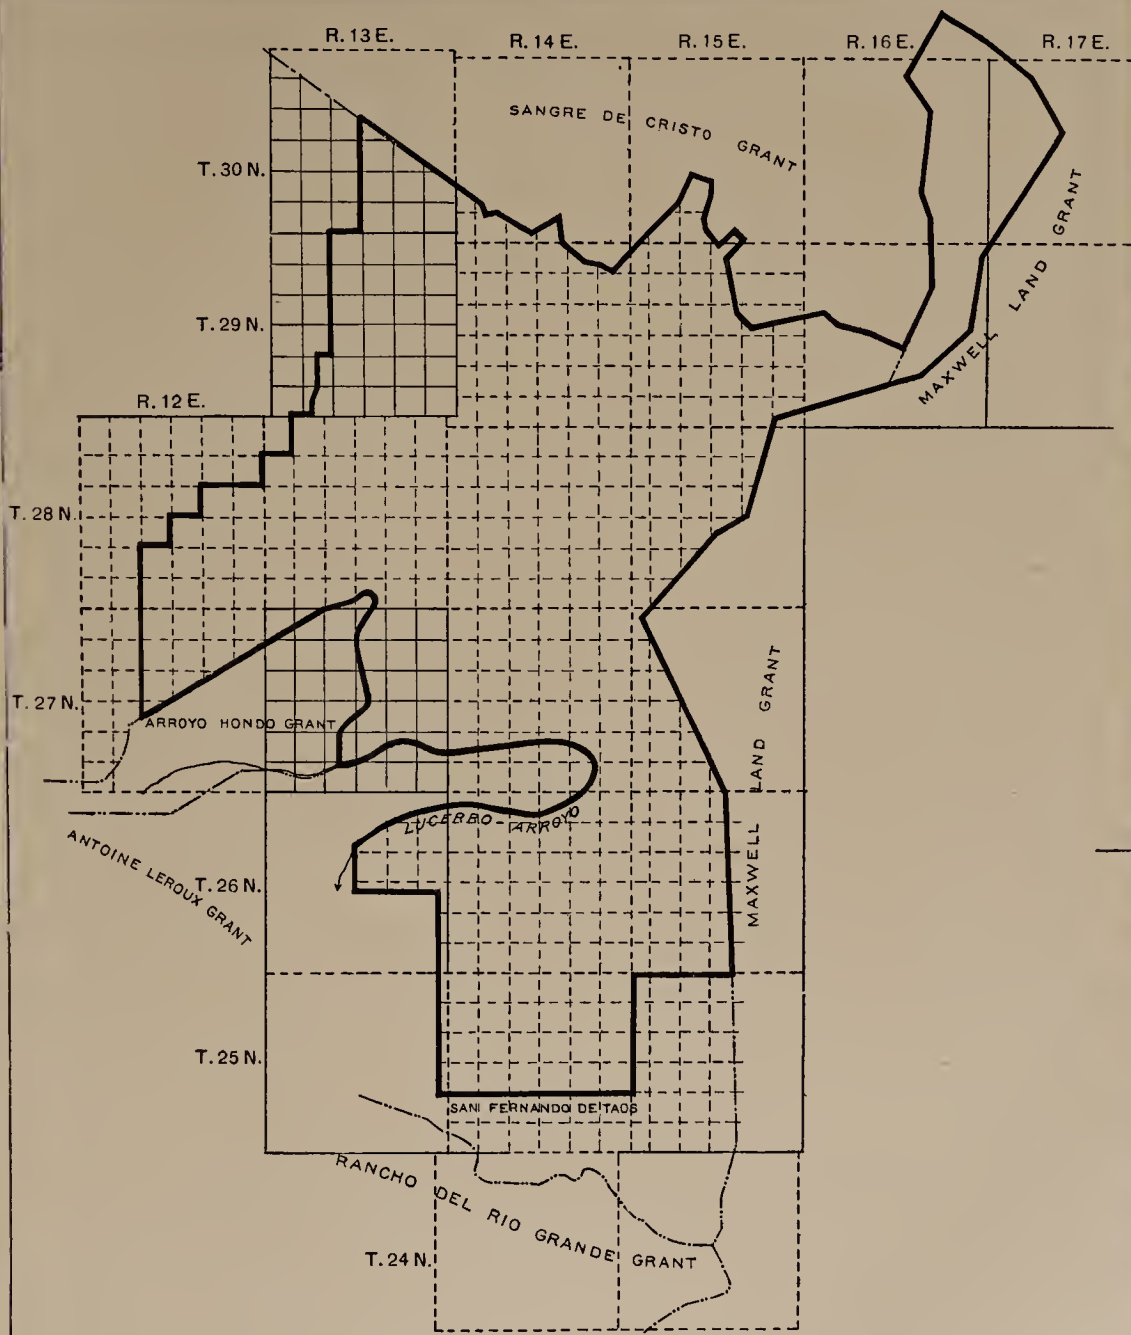 R. 13 E.
R. 14 E.
R. 15 E.
R. 16 E.
R. 17 E.
SANGRE DE CRISTO GRANT
T. 30 N.
MAXWELL LAND GRANT
T. 29 N.
R. 12 E.
T. 28 N.
T. 27 N.
ARROYO HONDO GRANT
MAXWELL LAND GRANT
LUCERRO ARROYO
ANTOINE LEROUX GRANT
T. 26 N.
T. 25 N.
SAN FERNANDO DE TAOS
RANCHO DEL RIO GRANDE GRANT
T. 24 N.